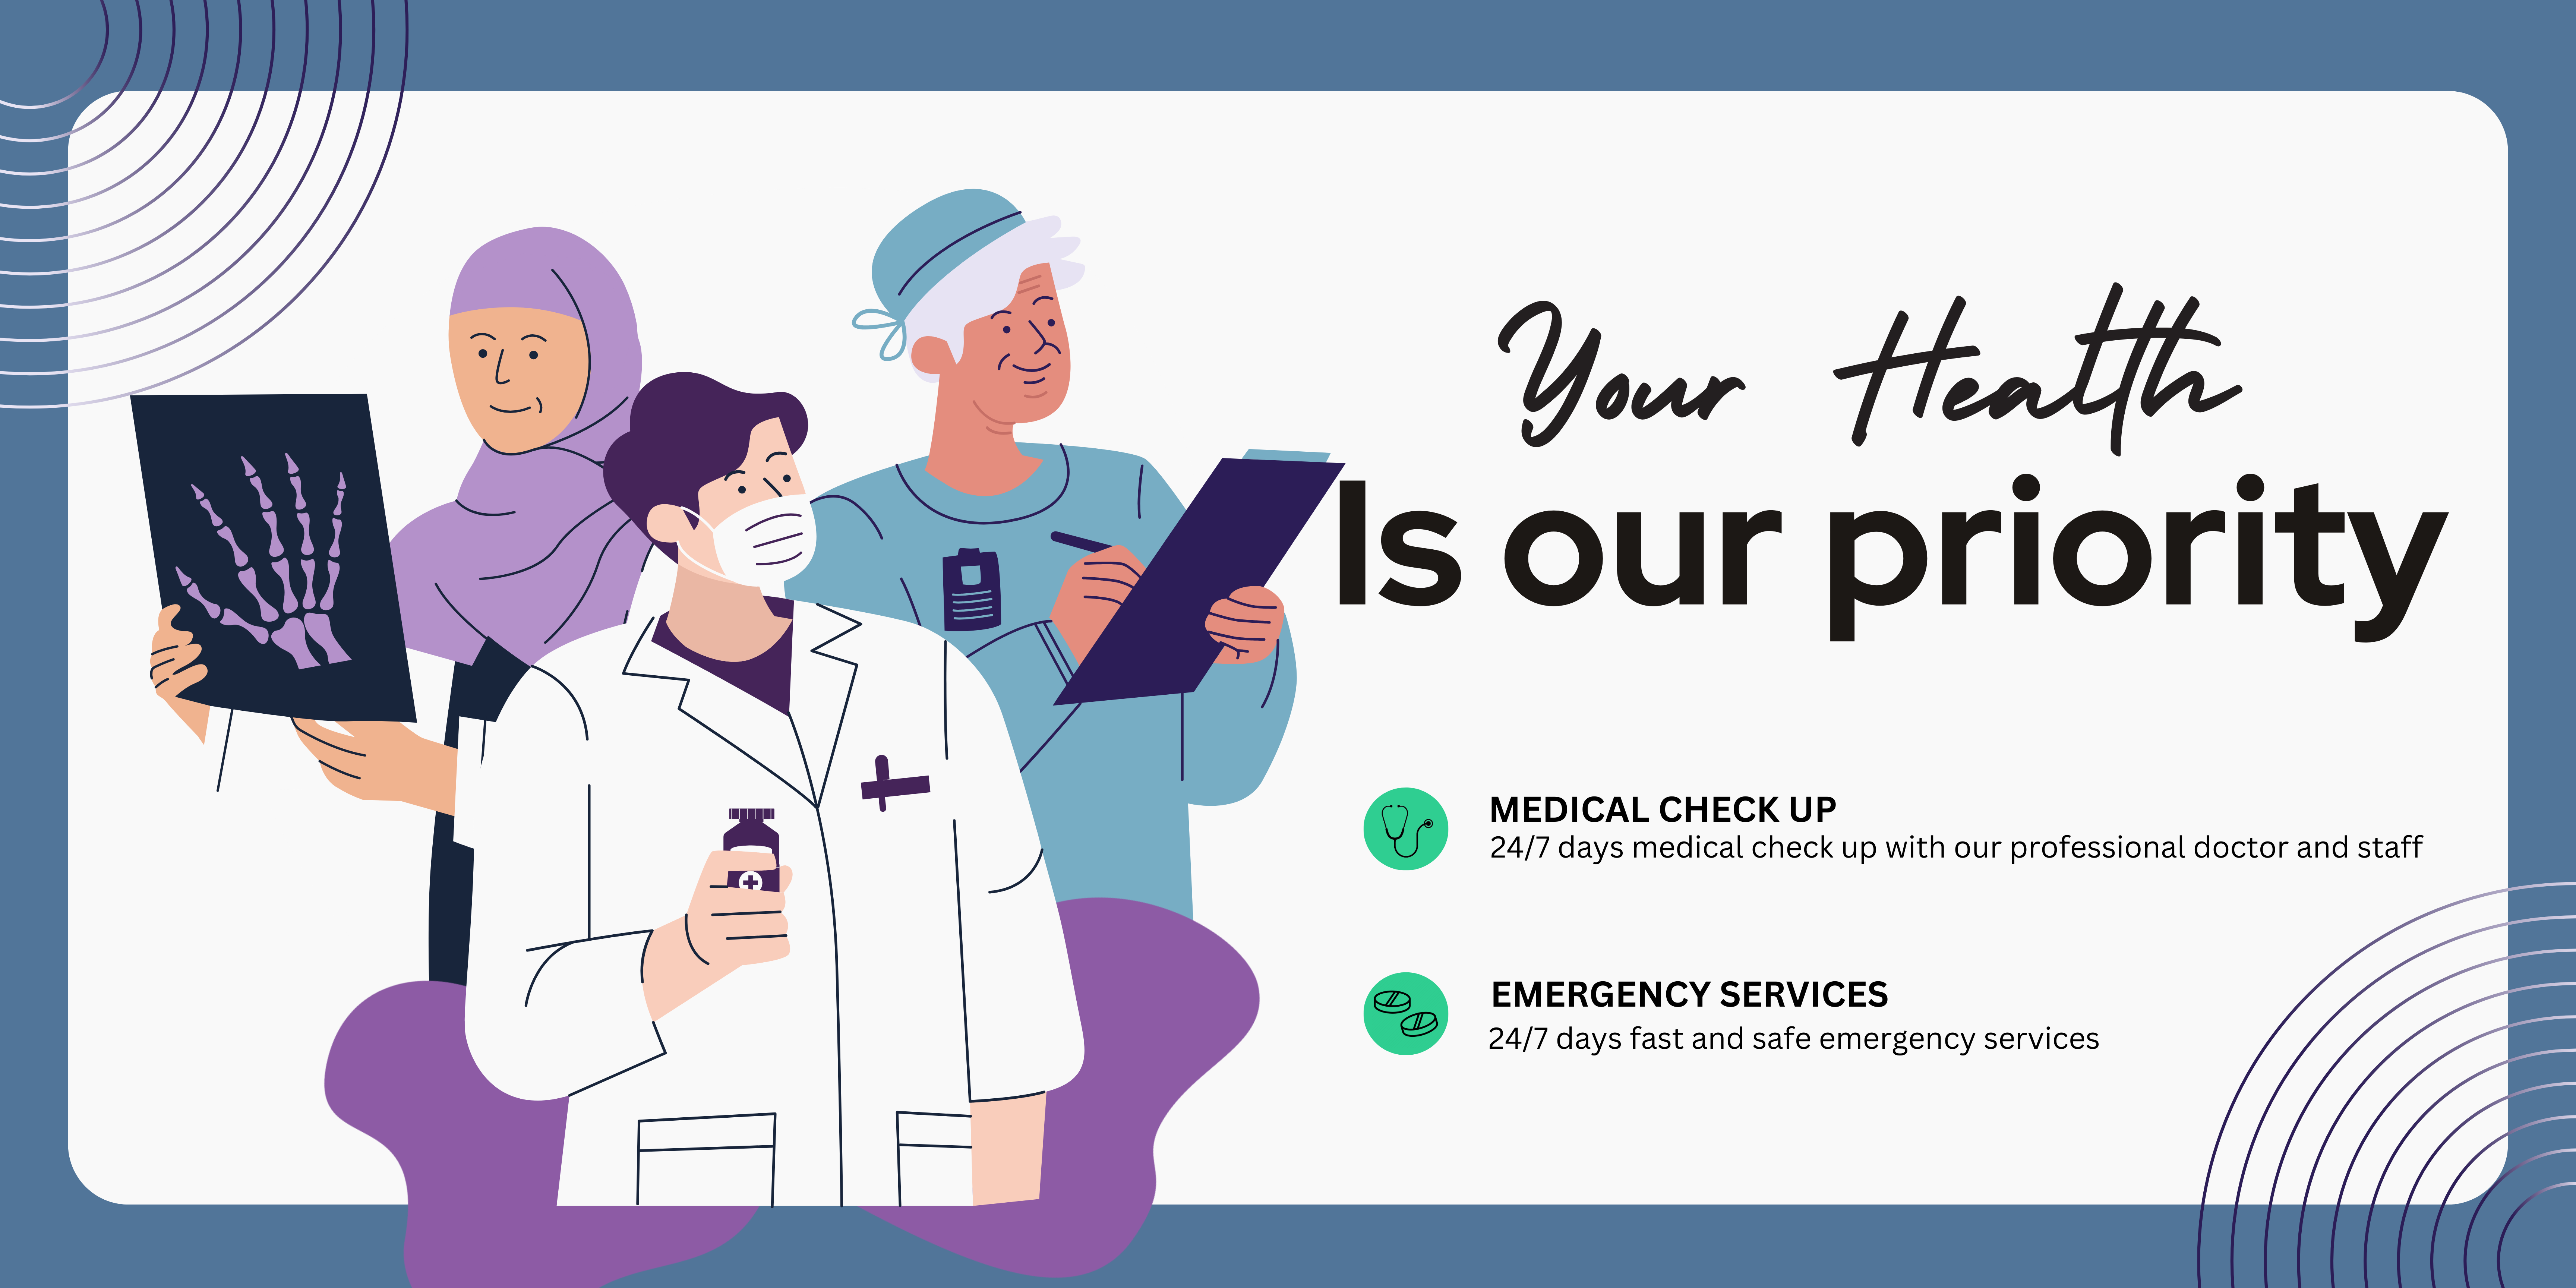 Your Health
Is our priority
MEDICAL CHECK UP
24/7 days medical check up with our professional doctor and staff
EMERGENCY SERVICES
24/7 days fast and safe emergency services